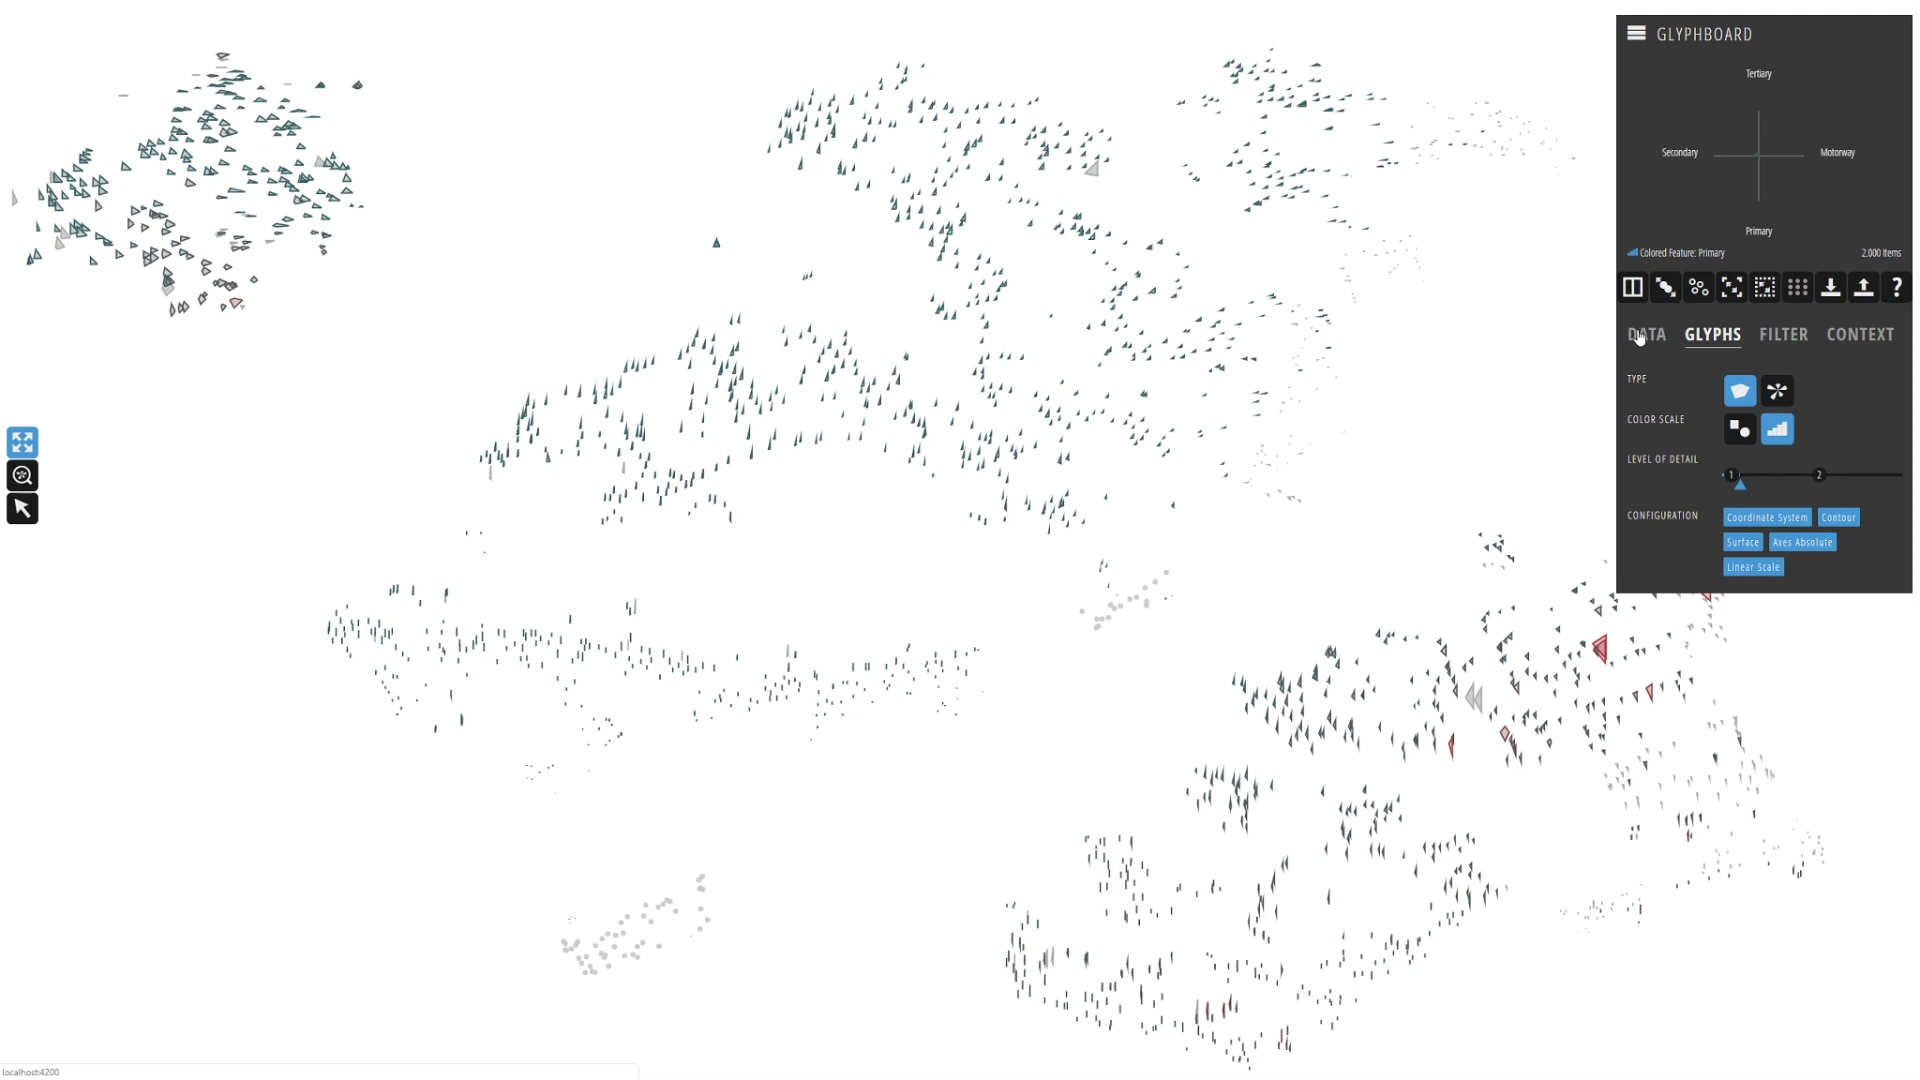 GLYPHBOARD
Tertiary
Secondary
Motorway
Primary
Colored Feature: Primary
2.000 Items
?
DATA GLYPHS FILTER CONTEXT
TYPE
COLOR SCALE
LEVEL OF DETAIL
1 2
CONFIGURATION
Coordinate System Contour
Surface Axes Absolute
Linear Scale
localhost:4200